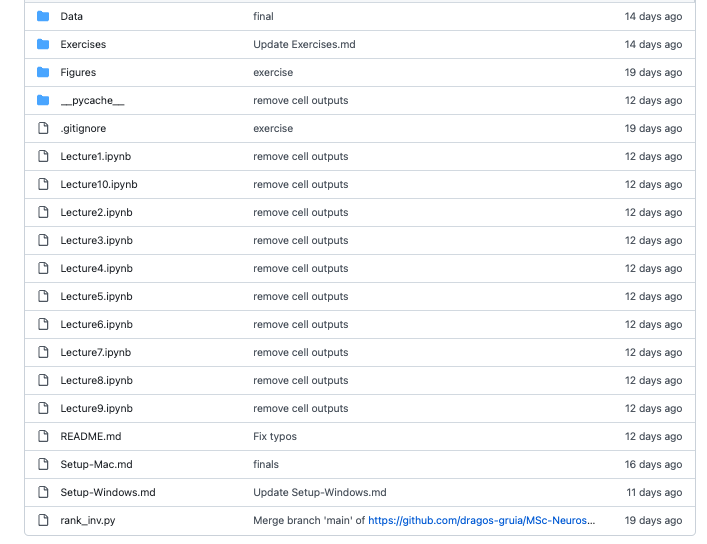 Data final 14 days ago
Exercises Update Exercises.md 14 days ago
Figures exercise 19 days ago
__pycache__ remove cell outputs 12 days ago
.gitignore exercise 19 days ago
Lecture1.ipynb remove cell outputs 12 days ago
Lecture10.ipynb remove cell outputs 12 days ago
Lecture2.ipynb remove cell outputs 12 days ago
Lecture3.ipynb remove cell outputs 12 days ago
Lecture4.ipynb remove cell outputs 12 days ago
Lecture5.ipynb remove cell outputs 12 days ago
Lecture6.ipynb remove cell outputs 12 days ago
Lecture7.ipynb remove cell outputs 12 days ago
Lecture8.ipynb remove cell outputs 12 days ago
Lecture9.ipynb remove cell outputs 12 days ago
README.md Fix typos 12 days ago
Setup-Mac.md finals 16 days ago
Setup-Windows.md Update Setup-Windows.md 11 days ago
rank_inv.py Merge branch 'main' of https://github.com/dragos-gruia/MSc-Neuros... 19 days ago